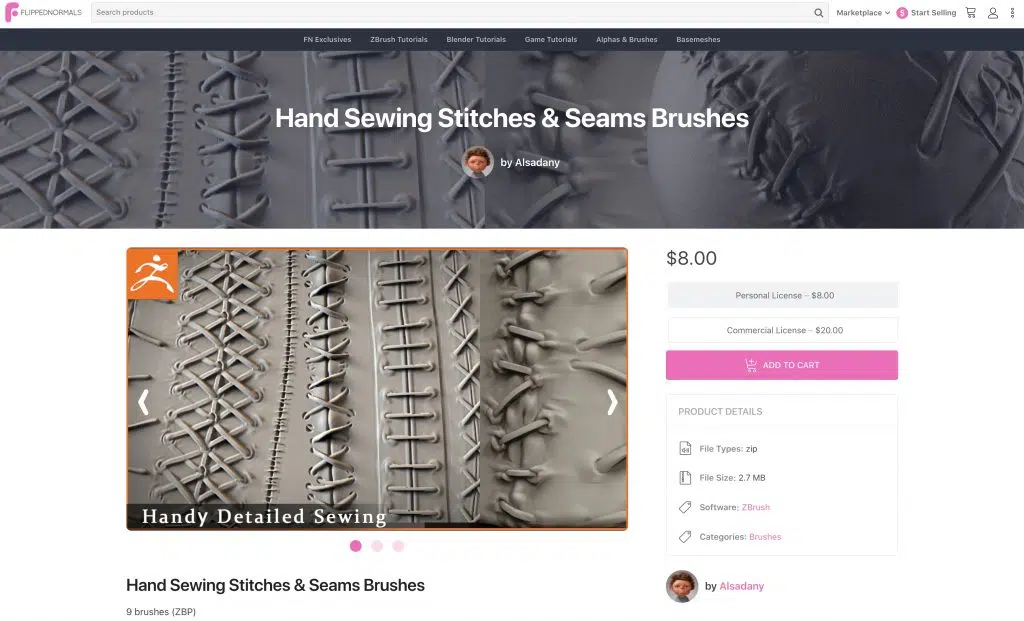 FLIPPEDNORMALS
Search products
Marketplace
S Start Selling
FN Exclusives
ZBrush Tutorials
Blender Tutorials
Game Tutorials
Alphas & Brushes
Basemeshes
Hand Sewing Stitches & Seams Brushes
by Alsadany
$8.00
Personal License – $8.00
Commercial License – $20.00
ADD TO CART
PRODUCT DETAILS
File Types: zip
File Size: 2.7 MB
Software: ZBrush
Categories: Brushes
by Alsadany
Handy Detailed Sewing
Hand Sewing Stitches & Seams Brushes
9 brushes (ZBP)